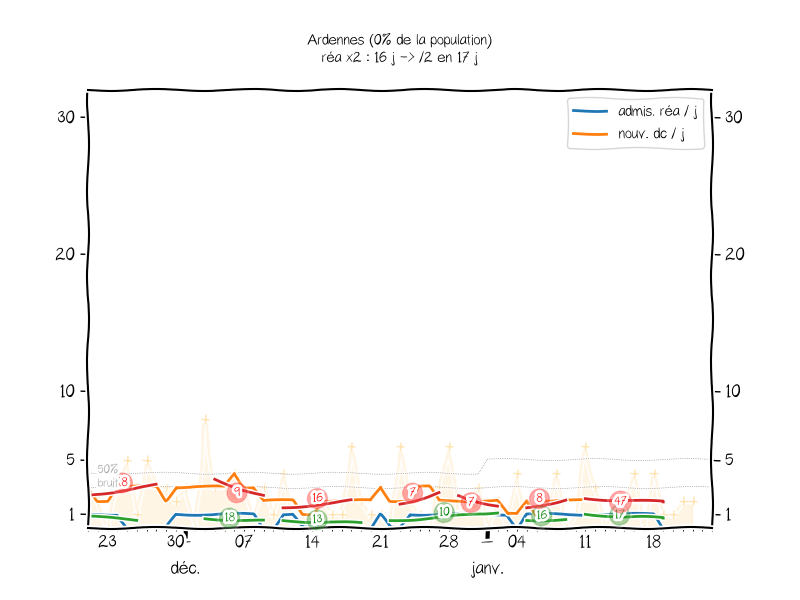 Ardennes (0% de la population)
réa x2 : 16 j -> /2 en 17 j
admis. réa / j
nouv. dc / j
30 30
20 20
10 10
5 5
1 1
50%
bruit
8 9 16 7 7 8 47
18 13 10 16 17
23 30 07 14 21 28 04 11 18
déc. janv.